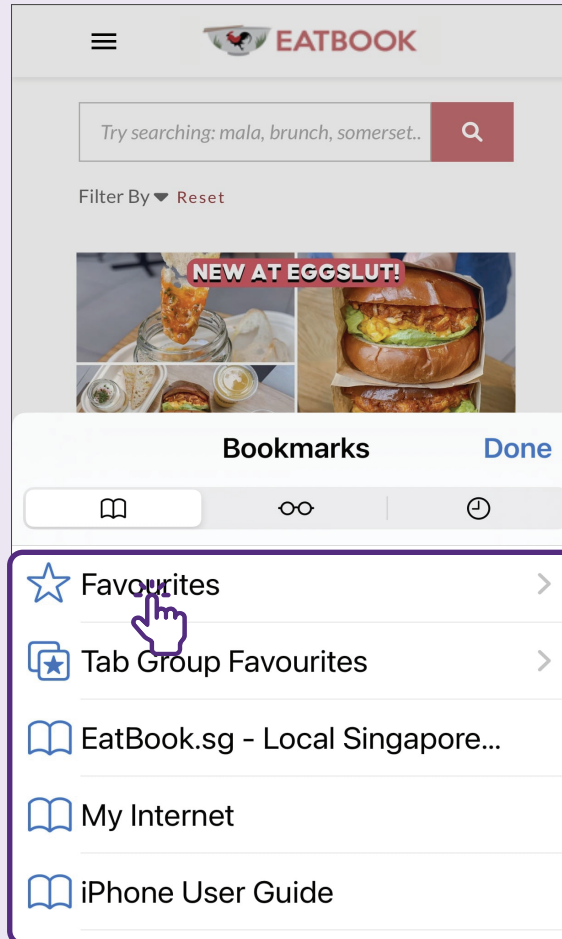 EATBOOK
Try searching: mala, brunch, somerset..
Filter By Reset
NEW AT EGGSLUT!
Bookmarks Done
Favourites
Tab Group Favourites
EatBook.sg - Local Singapore...
My Internet
iPhone User Guide